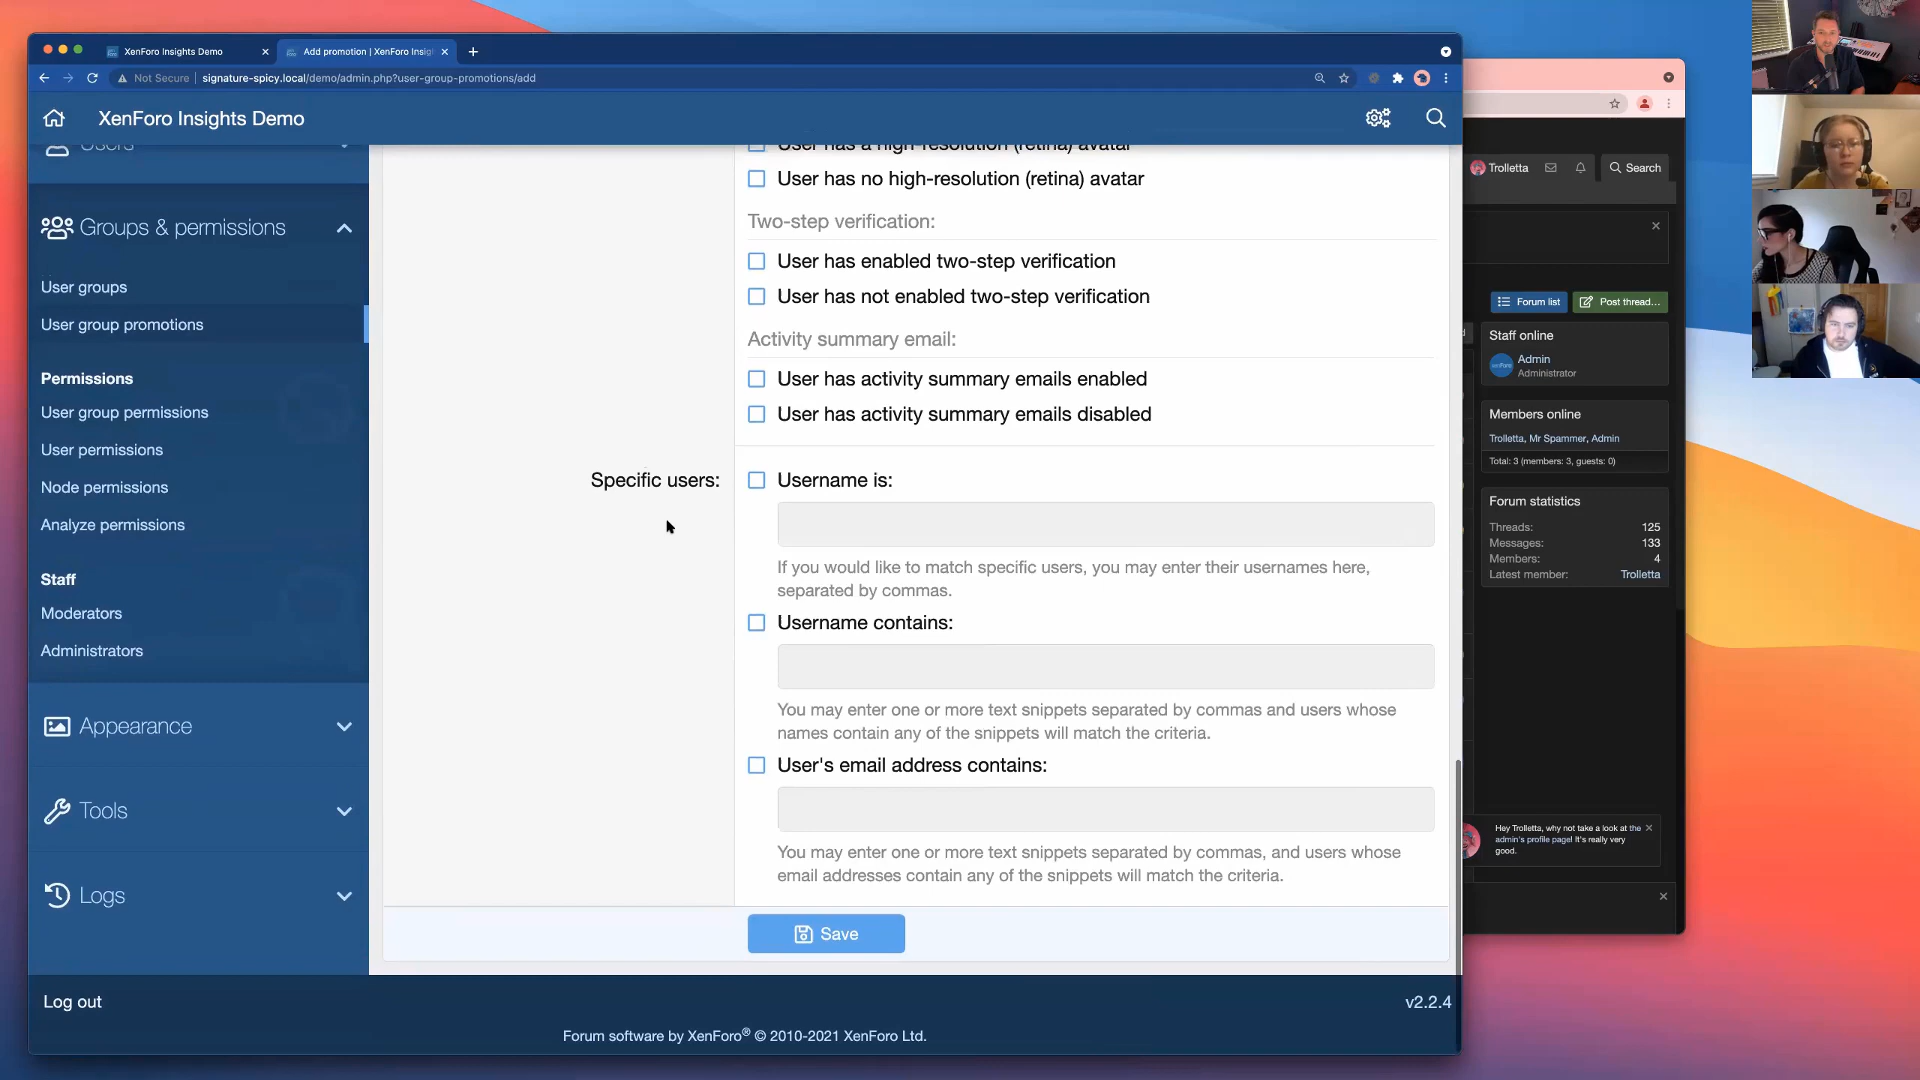 XenForo Insights Demo
Add promotion | XenForo Insig
Not Secure
signature-spicy.local/demo/admin.php?user-group-promotions/add
XenForo Insights Demo
Users
Groups & permissions
User groups
User group promotions
Permissions
User group permissions
User permissions
Node permissions
Analyze permissions
Staff
Moderators
Administrators
Appearance
Tools
Logs
User has a high-resolution (retina) avatar
User has no high-resolution (retina) avatar
Two-step verification:
User has enabled two-step verification
User has not enabled two-step verification
Activity summary email:
User has activity summary emails enabled
User has activity summary emails disabled
Specific users:
Username is:
If you would like to match specific users, you may enter their usernames here,
separated by commas.
Username contains:
You may enter one or more text snippets separated by commas and users whose
names contain any of the snippets will match the criteria.
User's email address contains:
You may enter one or more text snippets separated by commas, and users whose
email addresses contain any of the snippets will match the criteria.
Save
Log out
v2.2.4
Forum software by XenForo® © 2010-2021 XenForo Ltd.
Trolletta
Search
Forum list
Post thread...
Staff online
Admin
Administrator
Members online
Trolletta, Mr Spammer, Admin
Total: 3 (members: 3, guests: 0)
Forum statistics
Threads: 125
Messages: 133
Members: 4
Latest member: Trolletta
Hey Trolletta, why not take a look at the
admin's profile page! It's really very
good.